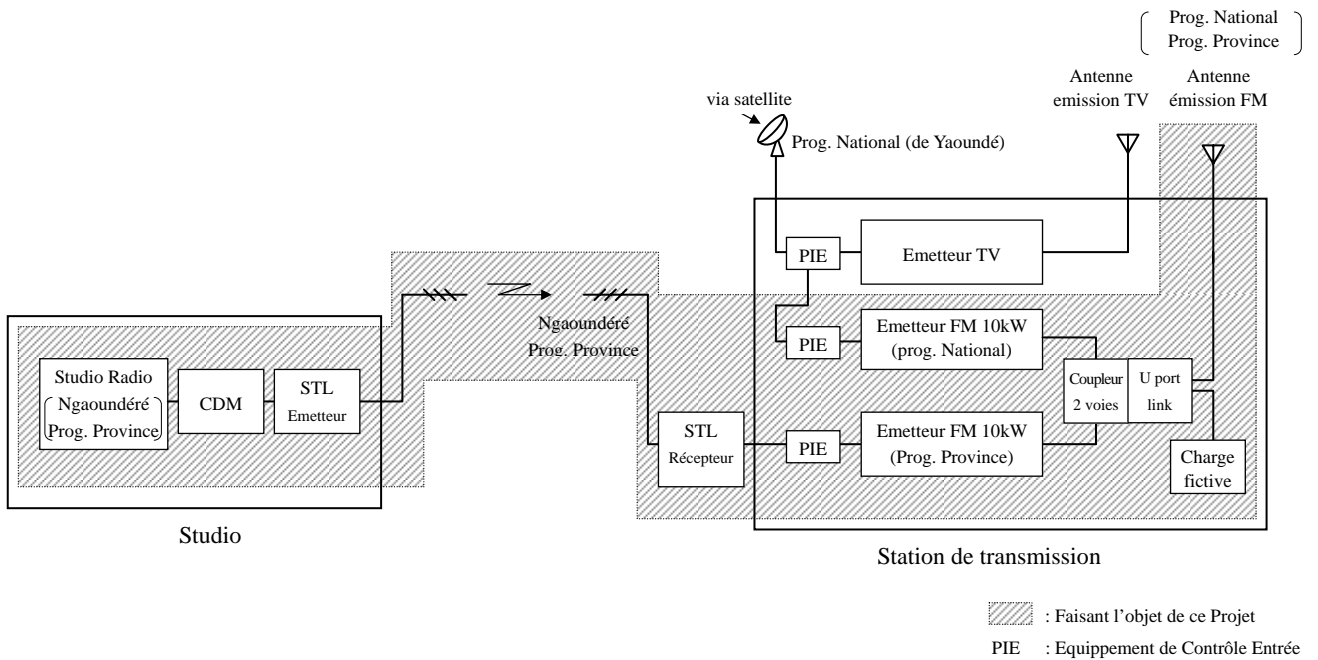 Prog. National
Prog. Province
Antenne
emission TV
Antenne
émission FM
via satellite
Prog. National (de Yaoundé)
PIE
Emetteur TV
Ngaoundéré
Prog. Province
PIE
Emetteur FM 10kW
(prog. National)
Studio Radio
Ngaoundéré
Prog. Province
CDM
STL
Emetteur
Coupleur
2 voies
U port
link
STL
Récepteur
PIE
Emetteur FM 10kW
(Prog. Province)
Charge
fictive
Studio
Station de transmission
: Faisant l'objet de ce Projet
PIE : Equippement de Contrôle Entrée